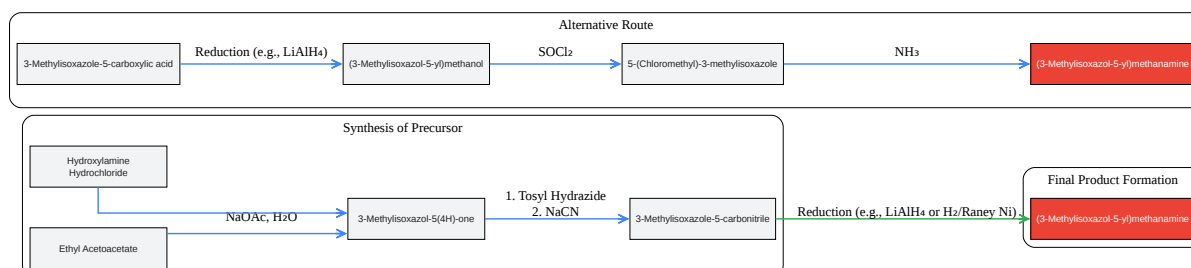 Alternative Route
3-Methylisoxazole-5-carboxylic acid
Reduction (e.g., LiAlH₄)
(3-Methylisoxazol-5-yl)methanol
SOCl₂
5-(Chloromethyl)-3-methylisoxazole
NH₃
(3-Methylisoxazol-5-yl)methanamine
Synthesis of Precursor
Hydroxylamine
Hydrochloride
Ethyl Acetoacetate
NaOAc, H₂O
3-Methylisoxazol-5(4H)-one
1. Tosyl Hydrazide
2. NaCN
3-Methylisoxazole-5-carbonitrile
Reduction (e.g., LiAlH₄ or H₂/Raney Ni)
Final Product Formation
(3-Methylisoxazol-5-yl)methanamine